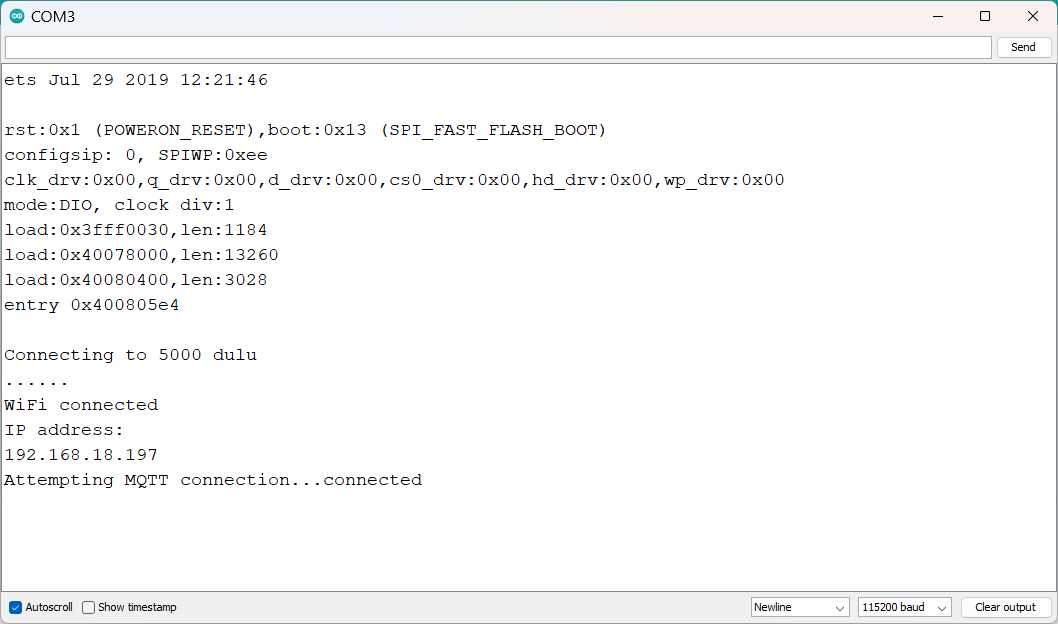 COM3
Send
ets Jul 29 2019 12:21:46
rst:0x1 (POWERON_RESET),boot:0x13 (SPI_FAST_FLASH_BOOT)
configsip: 0, SPIWP:0xee
clk_drv:0x00,q_drv:0x00,d_drv:0x00,cs0_drv:0x00,hd_drv:0x00,wp_drv:0x00
mode:DIO, clock div:1
load:0x3fff0030,len:1184
load:0x40078000,len:13260
load:0x40080400,len:3028
entry 0x400805e4
Connecting to 5000 dulu
......
WiFi connected
IP address:
192.168.18.197
Attempting MQTT connection...connected
Autoscroll Show timestamp Newline 115200 baud Clear output